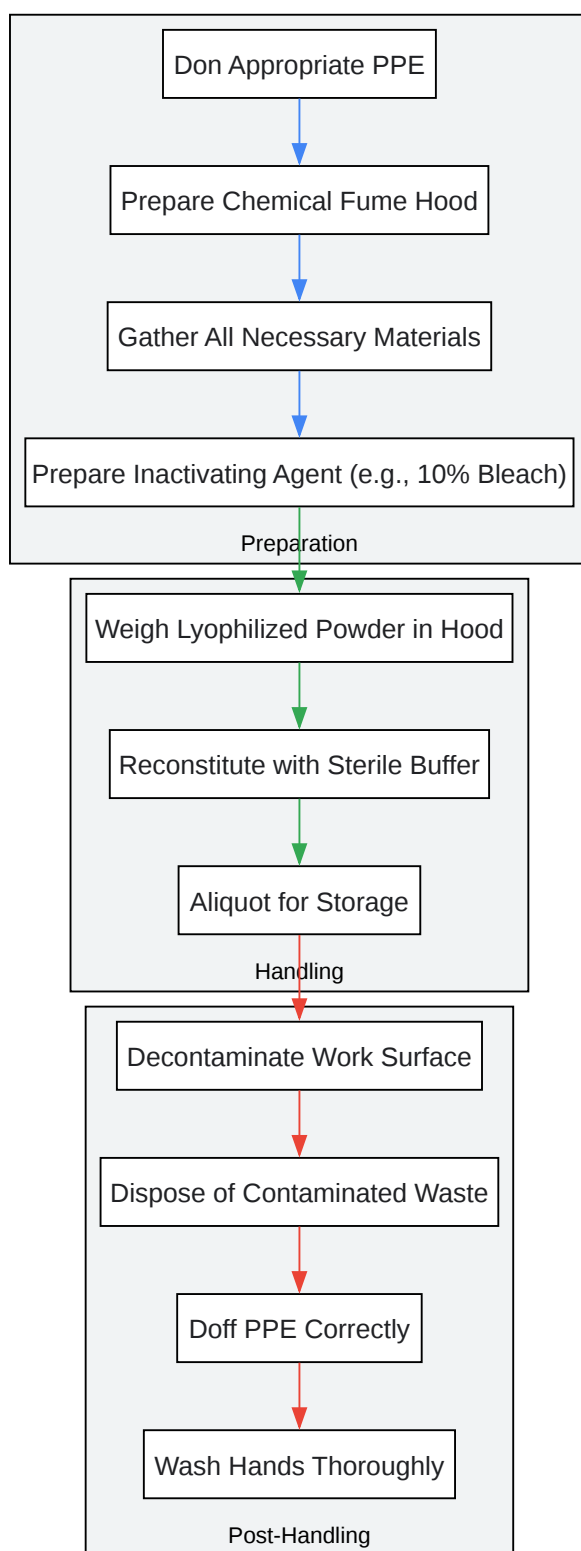 Don Appropriate PPE
Prepare Chemical Fume Hood
Gather All Necessary Materials
Prepare Inactivating Agent (e.g., 10% Bleach)
Preparation
Weigh Lyophilized Powder in Hood
Reconstitute with Sterile Buffer
Aliquot for Storage
Handling
Decontaminate Work Surface
Dispose of Contaminated Waste
Doff PPE Correctly
Wash Hands Thoroughly
Post-Handling